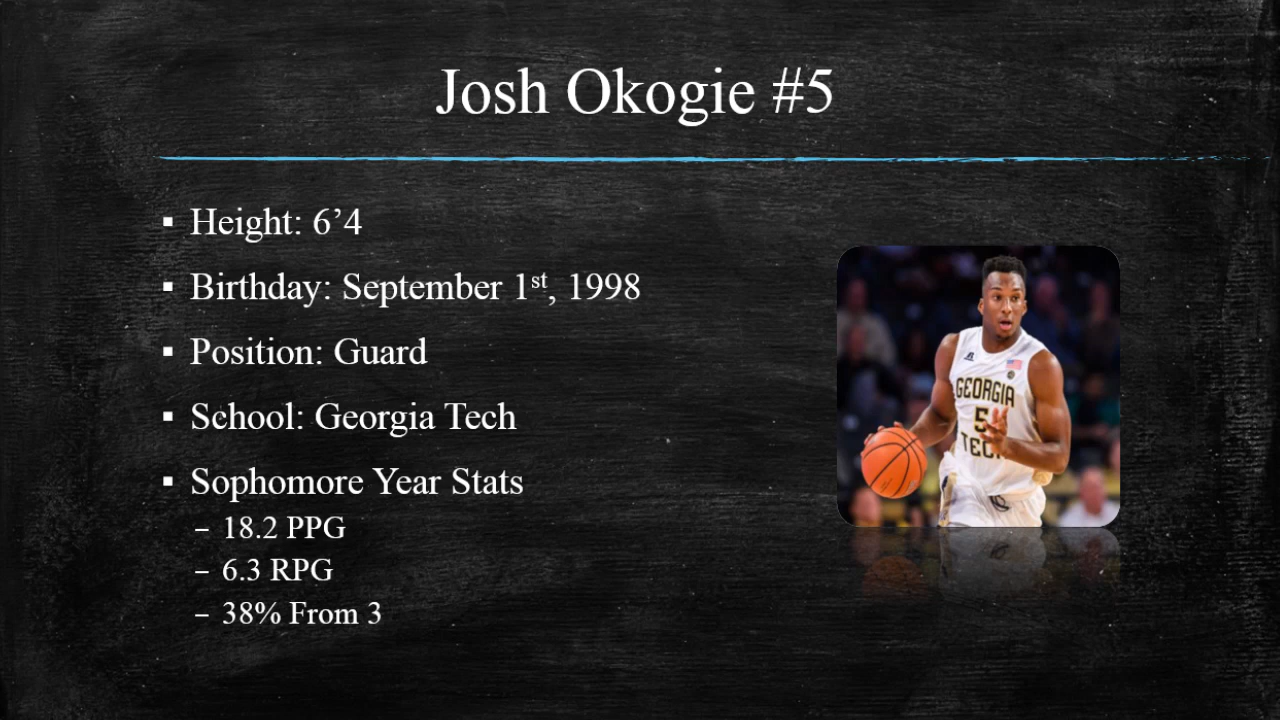 Josh Okogie #5
▪ Height: 6’4
▪ Birthday: September 1st, 1998
▪ Position: Guard
▪ School: Georgia Tech
▪ Sophomore Year Stats
– 18.2 PPG
– 6.3 RPG
– 38% From 3
GEORGIA
5
TECH